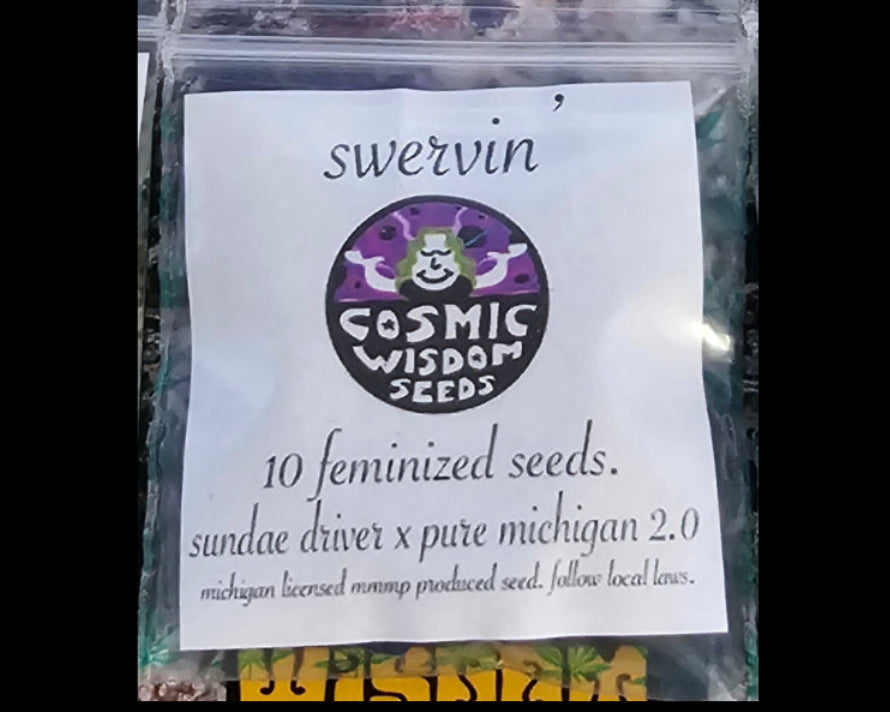 swervin'
COSMIC
WISDOM
SEEDS
10 feminized seeds.
sundae driver x pure michigan 2.0
michigan licensed mmmp produced seed. follow local laws.